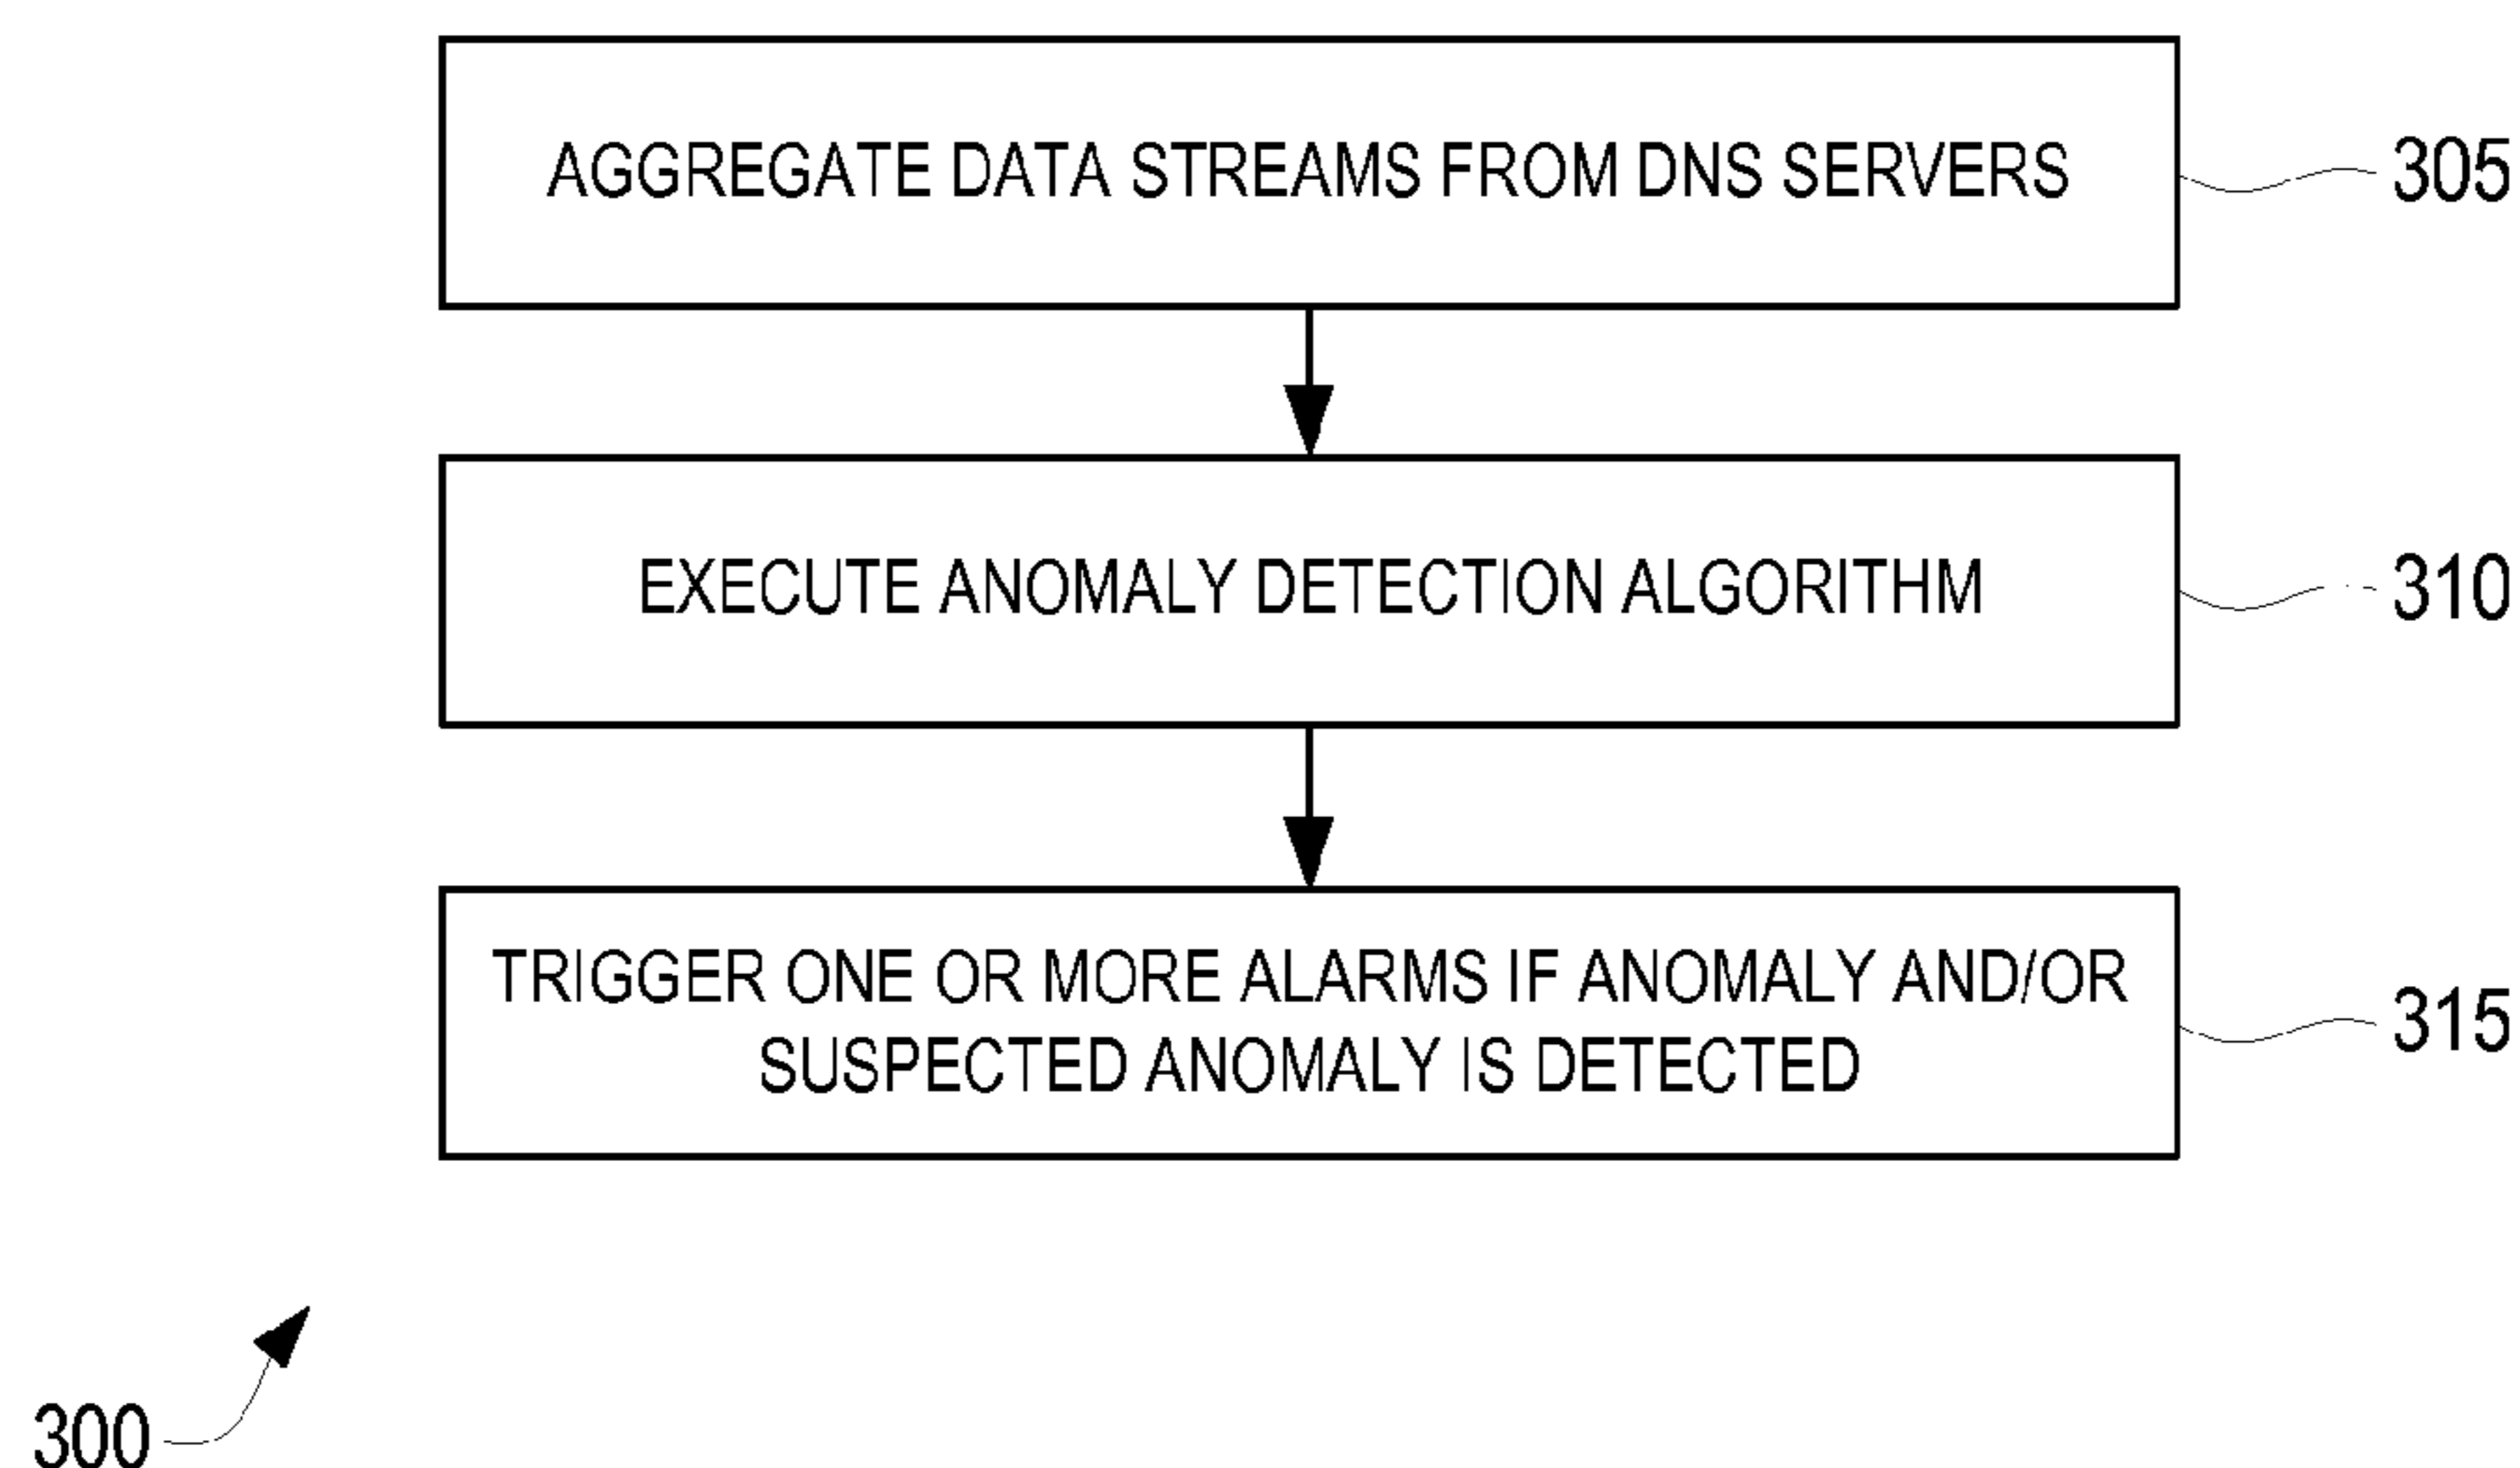 AGGREGATE DATA STREAMS FROM DNS SERVERS
305
EXECUTE ANOMALY DETECTION ALGORITHM
310
TRIGGER ONE OR MORE ALARMS IF ANOMALY AND/OR
SUSPECTED ANOMALY IS DETECTED
315
300